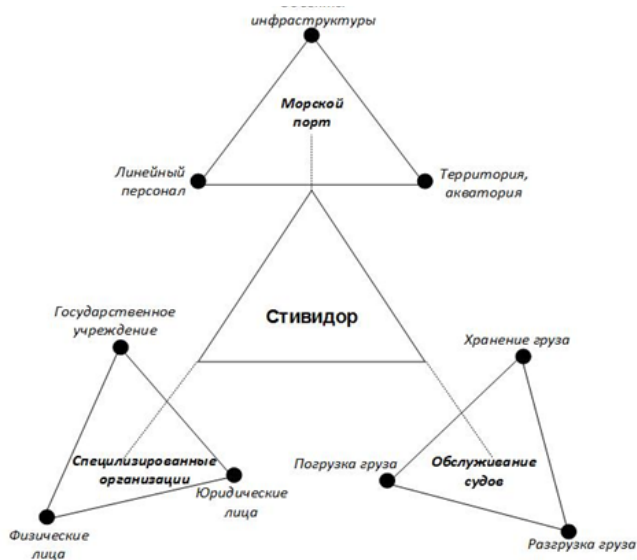 инфраструктуры
Морской
порт
Линейный
персонал
Территория,
акватория
Стивидор
Государственное
учреждение
Специлизированные
организации
Юридические
лица
Физические
лица
Хранение груза
Погрузка груза
Обслуживание
судов
Разгрузка груза